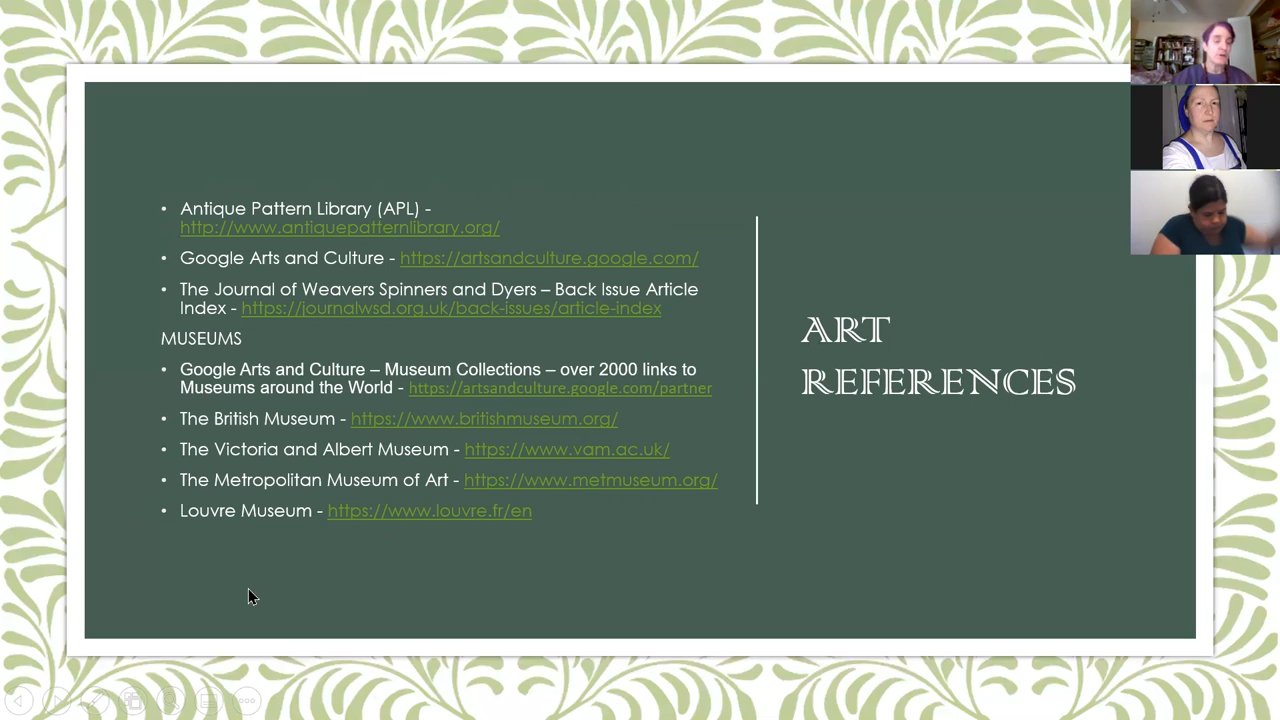 • Antique Pattern Library (APL) -
http://www.antiquepatternlibrary.org/
• Google Arts and Culture - https://artsandculture.google.com/
• The Journal of Weavers Spinners and Dyers – Back Issue Article
Index - https://journalwsd.org.uk/back-issues/article-index
MUSEUMS
• Google Arts and Culture – Museum Collections – over 2000 links to
Museums around the World - https://artsandculture.google.com/partner
• The British Museum - https://www.britishmuseum.org/
• The Victoria and Albert Museum - https://www.vam.ac.uk/
• The Metropolitan Museum of Art - https://www.metmuseum.org/
• Louvre Museum - https://www.louvre.fr/en
ART
REFERENCES